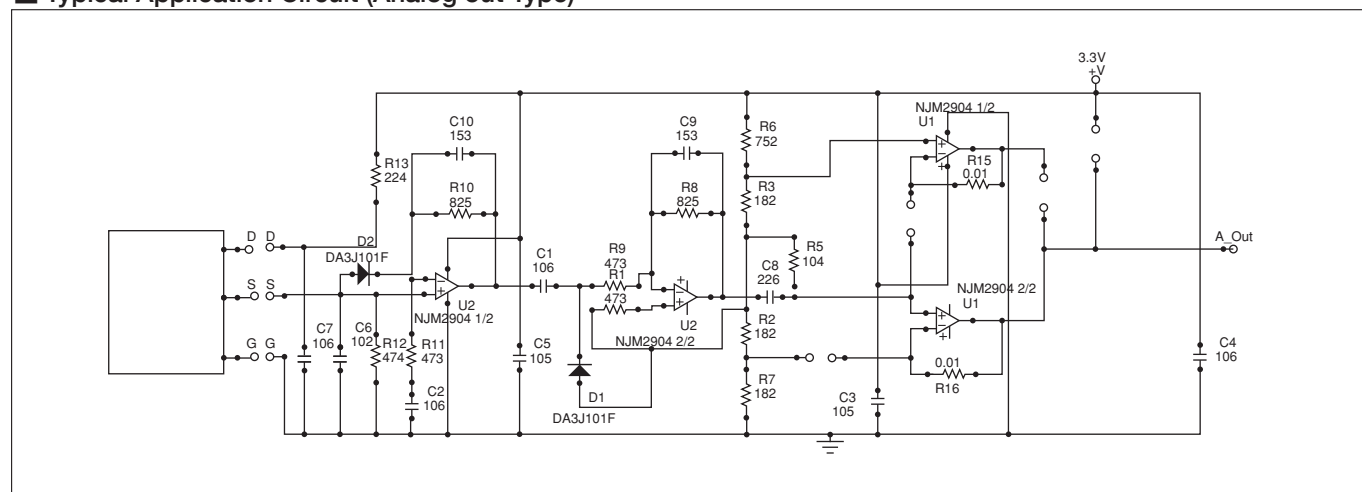 Typical Application Circuit (Analog out Type)
3.3V
+V
NJM2904 1/2
U1
C10
153
C9
153
R6
752
R13
224
R10
825
R8
825
R3
182
R15
0.01
D D
D2
DA3J101F
C1
106
R9
473
R1
473
R5
104
C8
226
A_Out
S S
U2
NJM2904 1/2
U2
NJM2904 2/2
NJM2904 2/2
U1
C7
106
C6
102
R12
474
R11
473
C5
105
R2
182
C4
106
G G
0.01
R16
C2
106
D1
DA3J101F
R7
182
C3
105